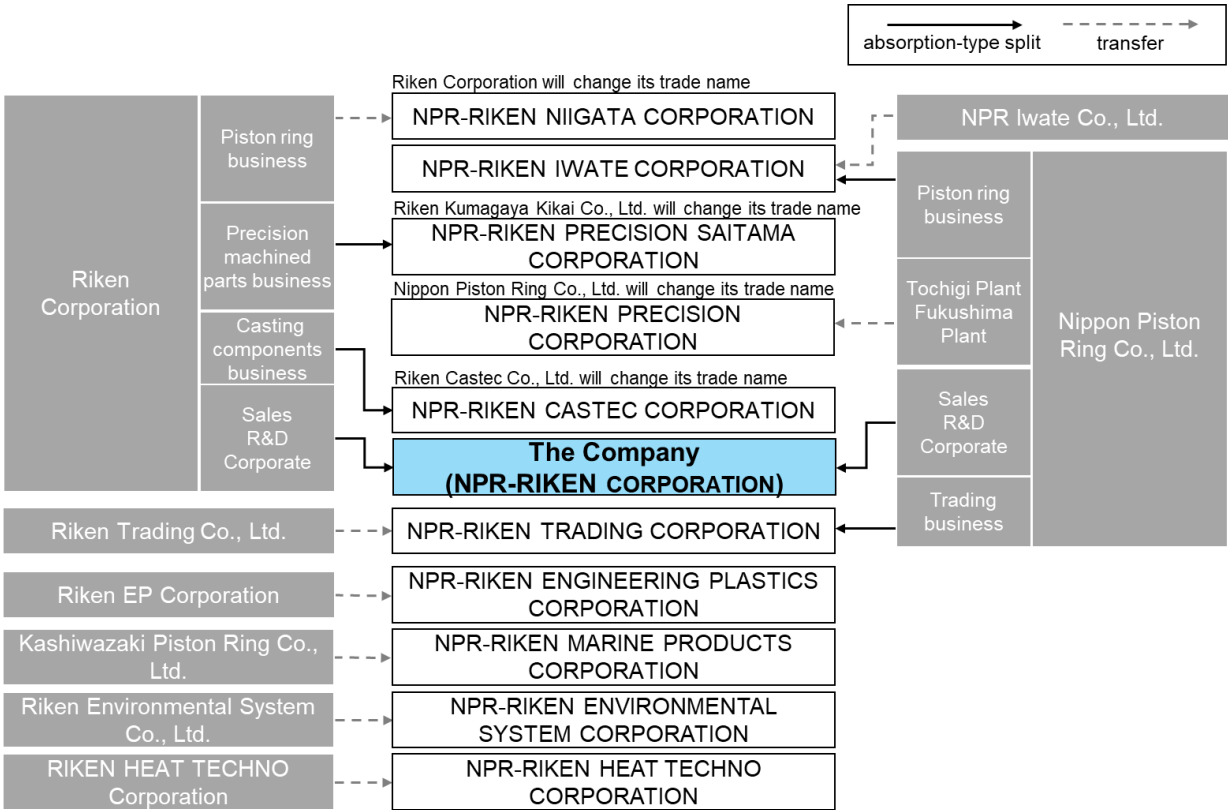 absorption-type split
transfer
Riken Corporation will change its trade name
Riken
Corporation
Piston ring
business
NPR-RIKEN NIIGATA CORPORATION
NPR Iwate Co., Ltd.
NPR-RIKEN IWATE CORPORATION
Piston ring
business
Riken Kumagaya Kikai Co., Ltd. will change its trade name
Precision
machined
parts business
NPR-RIKEN PRECISION SAITAMA
CORPORATION
Nippon Piston Ring Co., Ltd. will change its trade name
NPR-RIKEN PRECISION
CORPORATION
Tochigi Plant
Fukushima
Plant
Nippon Piston
Ring Co., Ltd.
Casting
components
business
Riken Castec Co., Ltd. will change its trade name
NPR-RIKEN CASTEC CORPORATION
Sales
R&D
Corporate
The Company
(NPR-RIKEN CORPORATION)
Sales
R&D
Corporate
Riken Trading Co., Ltd.
NPR-RIKEN TRADING CORPORATION
Trading
business
Riken EP Corporation
NPR-RIKEN ENGINEERING PLASTICS
CORPORATION
Kashiwazaki Piston Ring Co.,
Ltd.
NPR-RIKEN MARINE PRODUCTS
CORPORATION
Riken Environmental System
Co., Ltd.
NPR-RIKEN ENVIRONMENTAL
SYSTEM CORPORATION
RIKEN HEAT TECHNO
Corporation
NPR-RIKEN HEAT TECHNO
CORPORATION